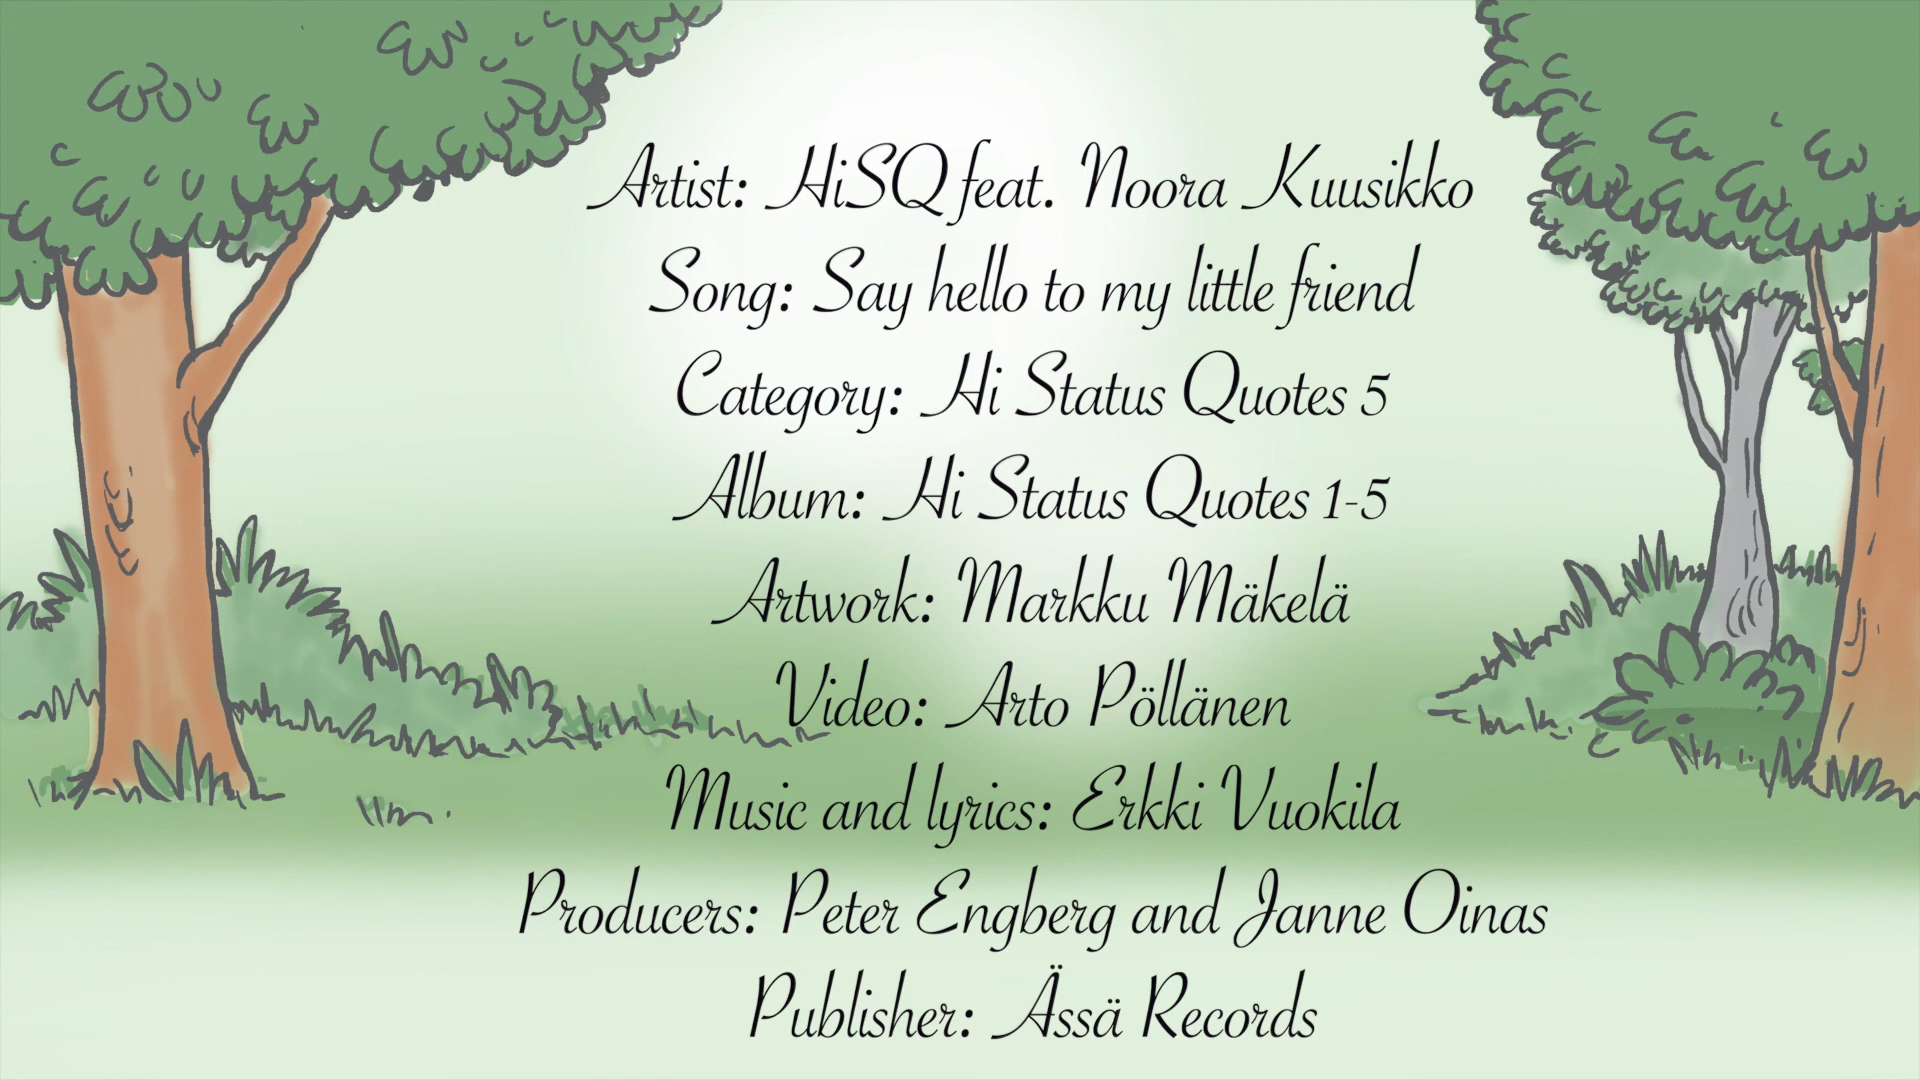 Artist: HiSQ feat. Noora Kuusikko
Song: Say hello to my little friend
Category: Hi Status Quotes 5
Album: Hi Status Quotes 1-5
Artwork: Markku Mäkelä
Video: Arto Pöllänen
Music and lyrics: Erkki Vuokila
Producers: Peter Engberg and Janne Oinas
Publisher: Ässä Records